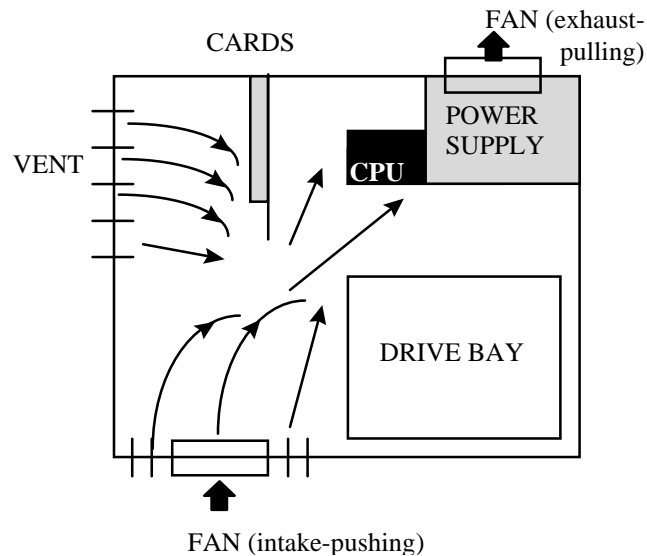 FAN (exhaust-
pulling)
CARDS
POWER
SUPPLY
VENT
CPU
DRIVE BAY
FAN (intake-pushing)